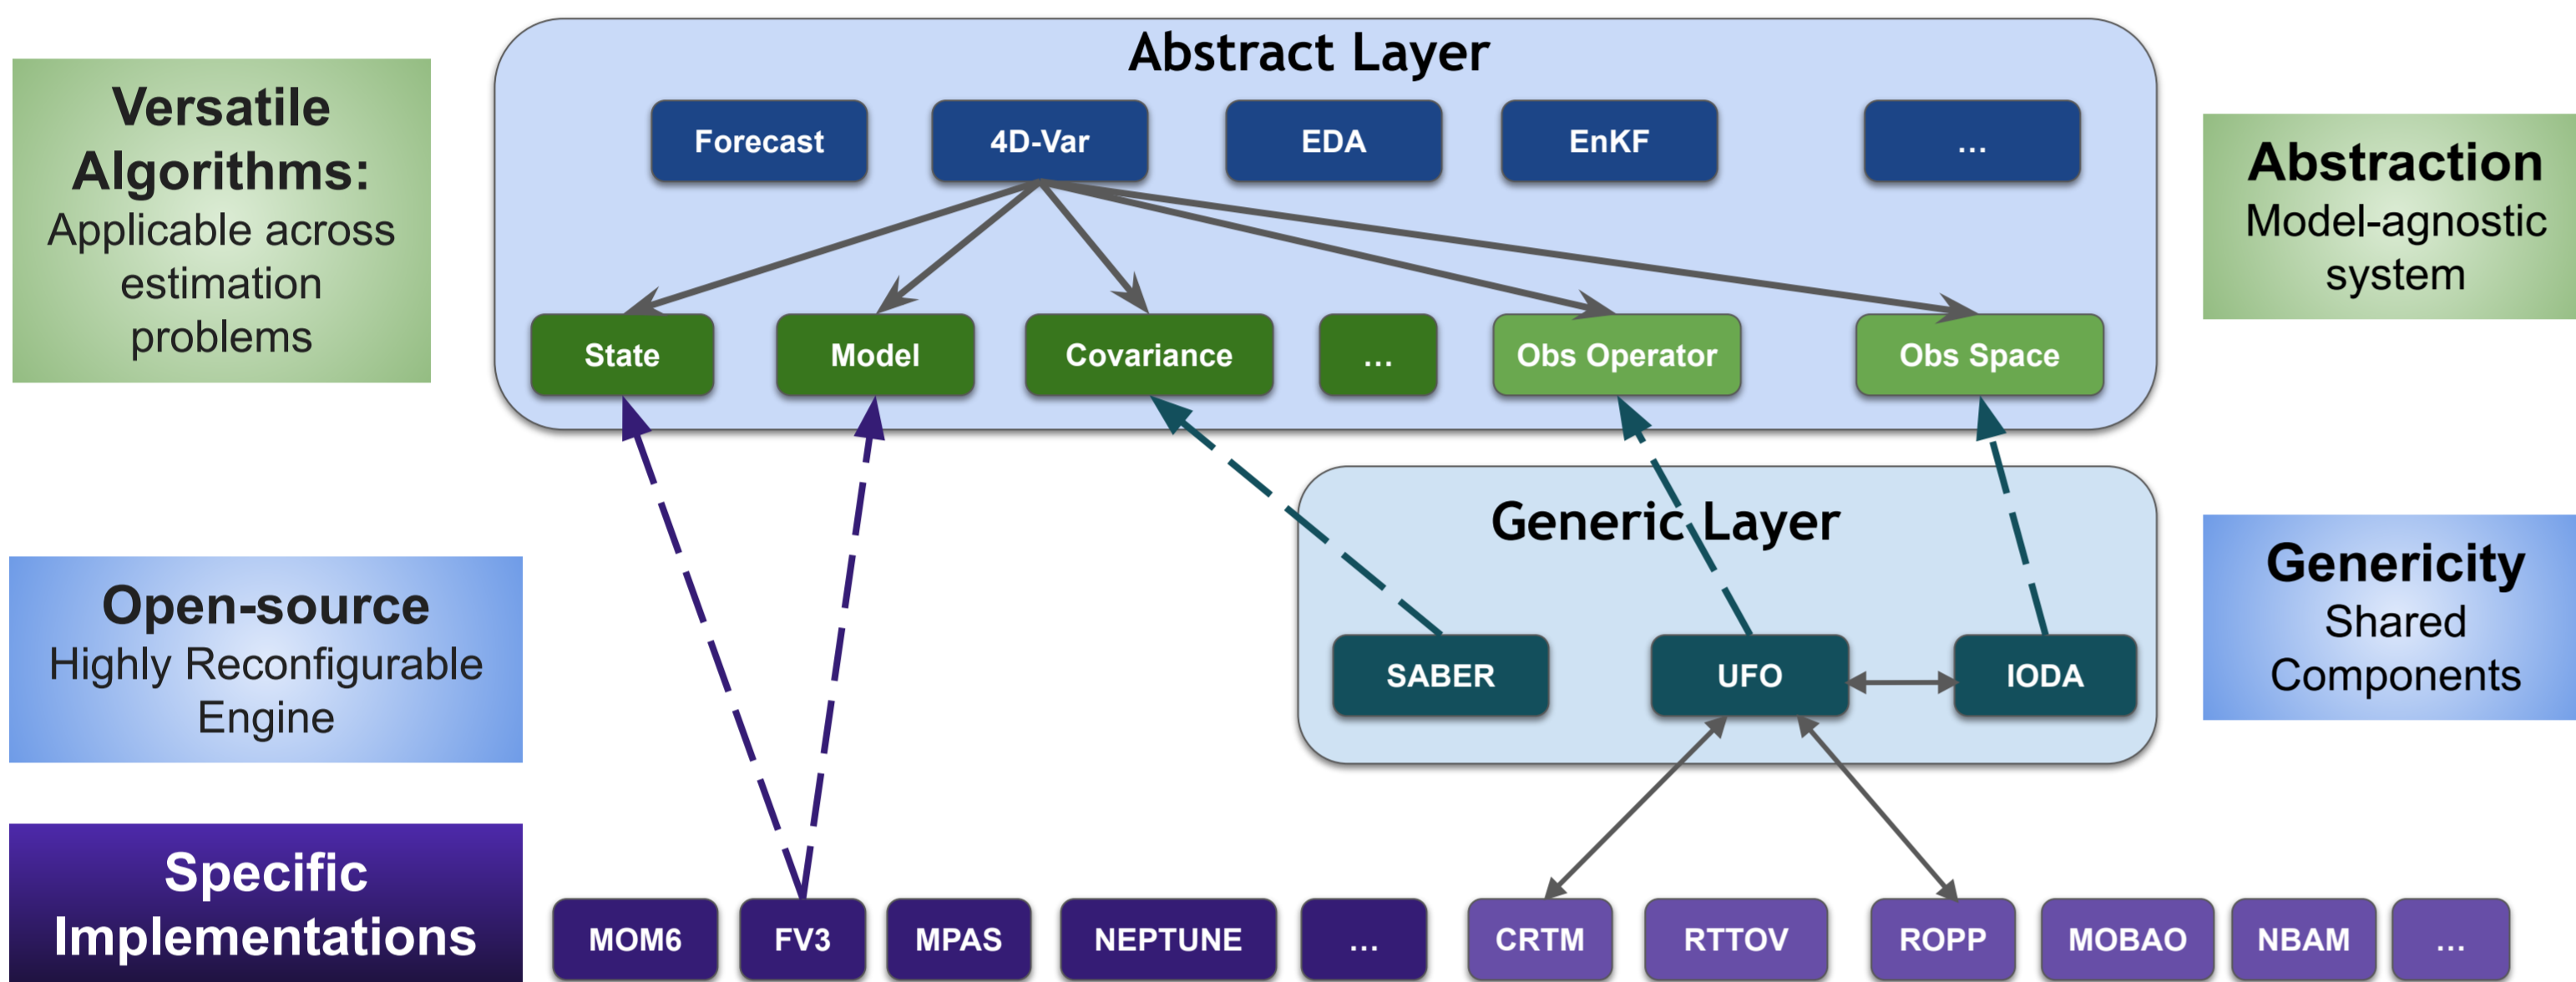 Abstract Layer
Versatile
Algorithms:
Applicable across
estimation
problems
Forecast
4D-Var
EDA
EnKF
...
Abstraction
Model-agnostic
system
State
Model
Covariance
...
Obs Operator
Obs Space
Generic Layer
Open-source
Highly Reconfigurable
Engine
SABER
UFO
IODA
Genericity
Shared
Components
Specific
Implementations
MOM6
FV3
MPAS
NEPTUNE
...
CRTM
RTTOV
ROPP
MOBAO
NBAM
...